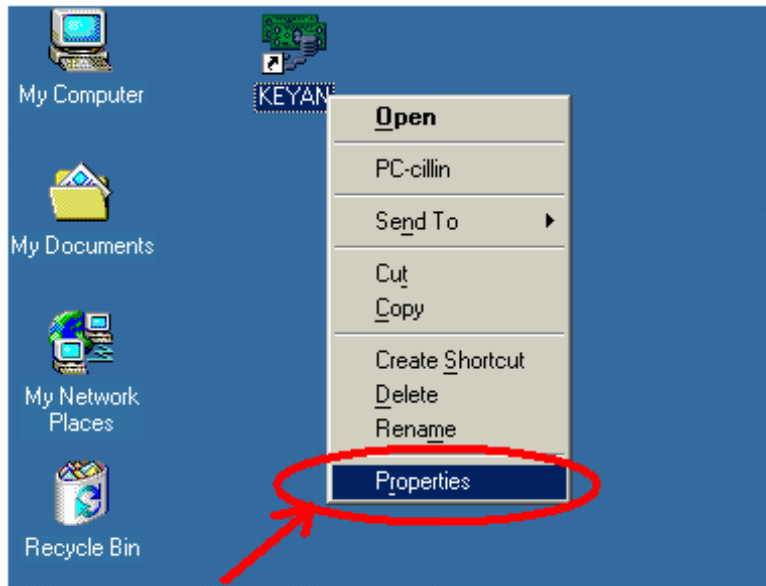 My Computer
KEYAN
Open
PC-cillin
Send To
Cut
Copy
Create Shortcut
Delete
Rename
Properties
My Documents
My Network
Places
Recycle Bin